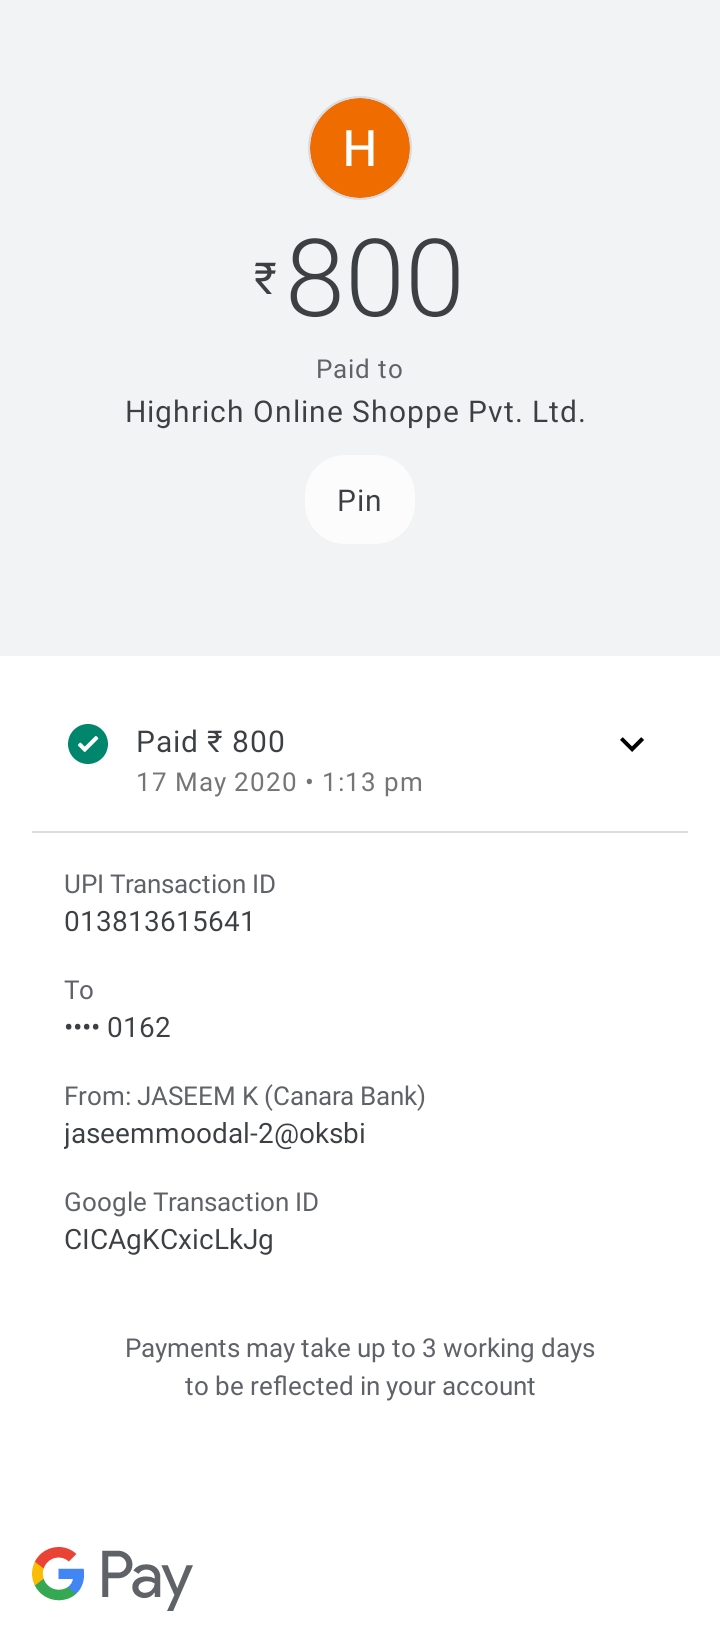 H
₹800
Paid to
Highrich Online Shoppe Pvt. Ltd.
Pin
Paid ₹ 800
17 May 2020 • 1:13 pm
UPI Transaction ID
013813615641
To
•••• 0162
From: JASEEM K (Canara Bank)
jaseemmoodal-2@oksbi
Google Transaction ID
CICAgKCxicLkJg
Payments may take up to 3 working days
to be reflected in your account
G Pay